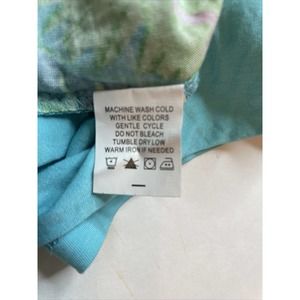 MACHINE WASH COLD
WITH LIKE COLORS
GENTLE CYCLE
DO NOT BLEACH
TUMBLE DRY LOW
WARM IRON IF NEEDED